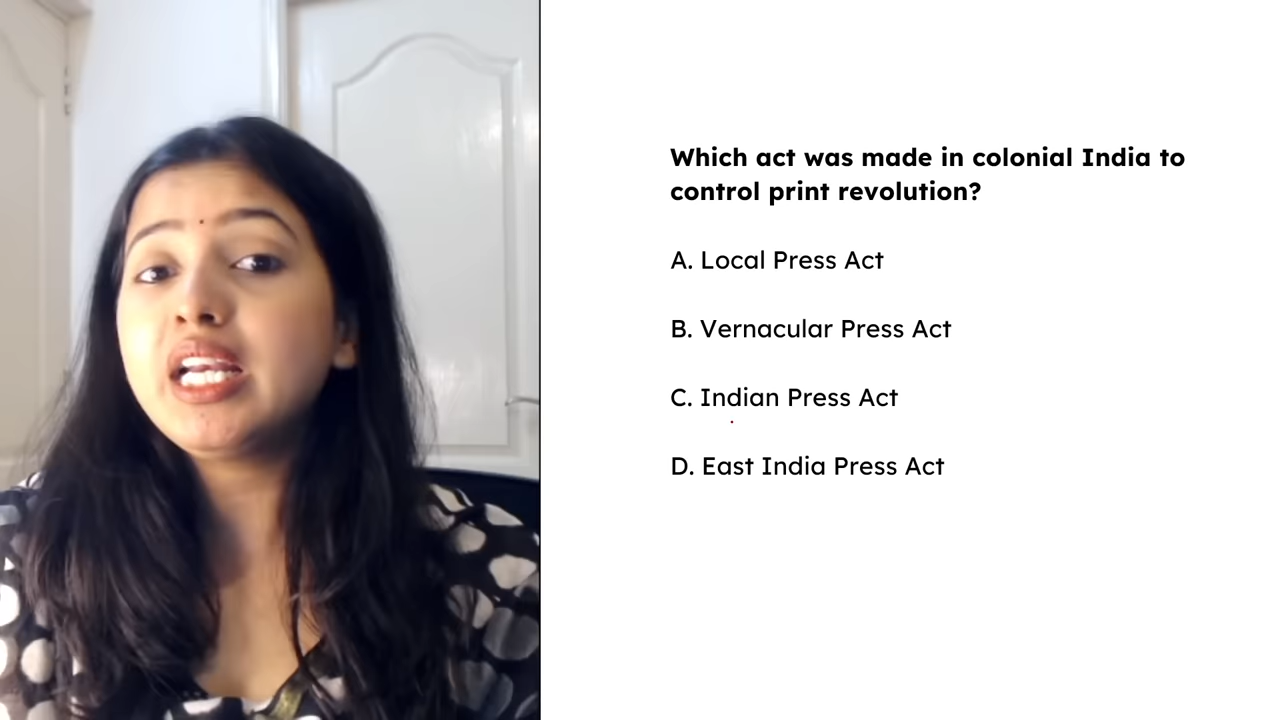 Which act was made in colonial India to
control print revolution?
A. Local Press Act
B. Vernacular Press Act
C. Indian Press Act
D. East India Press Act